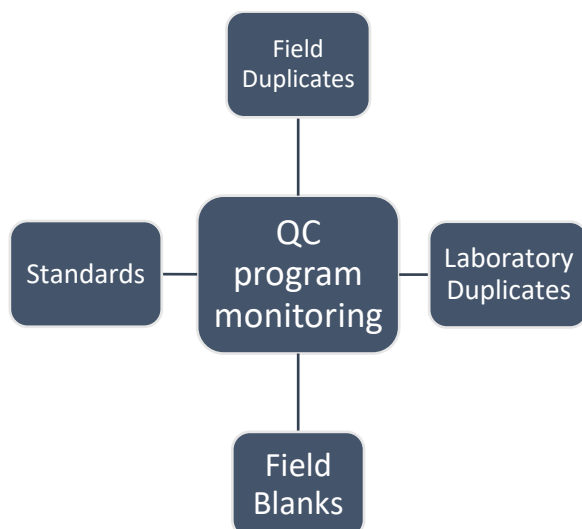 Field
Duplicates
Standards
QC
program
monitoring
Laboratory
Duplicates
Field
Blanks